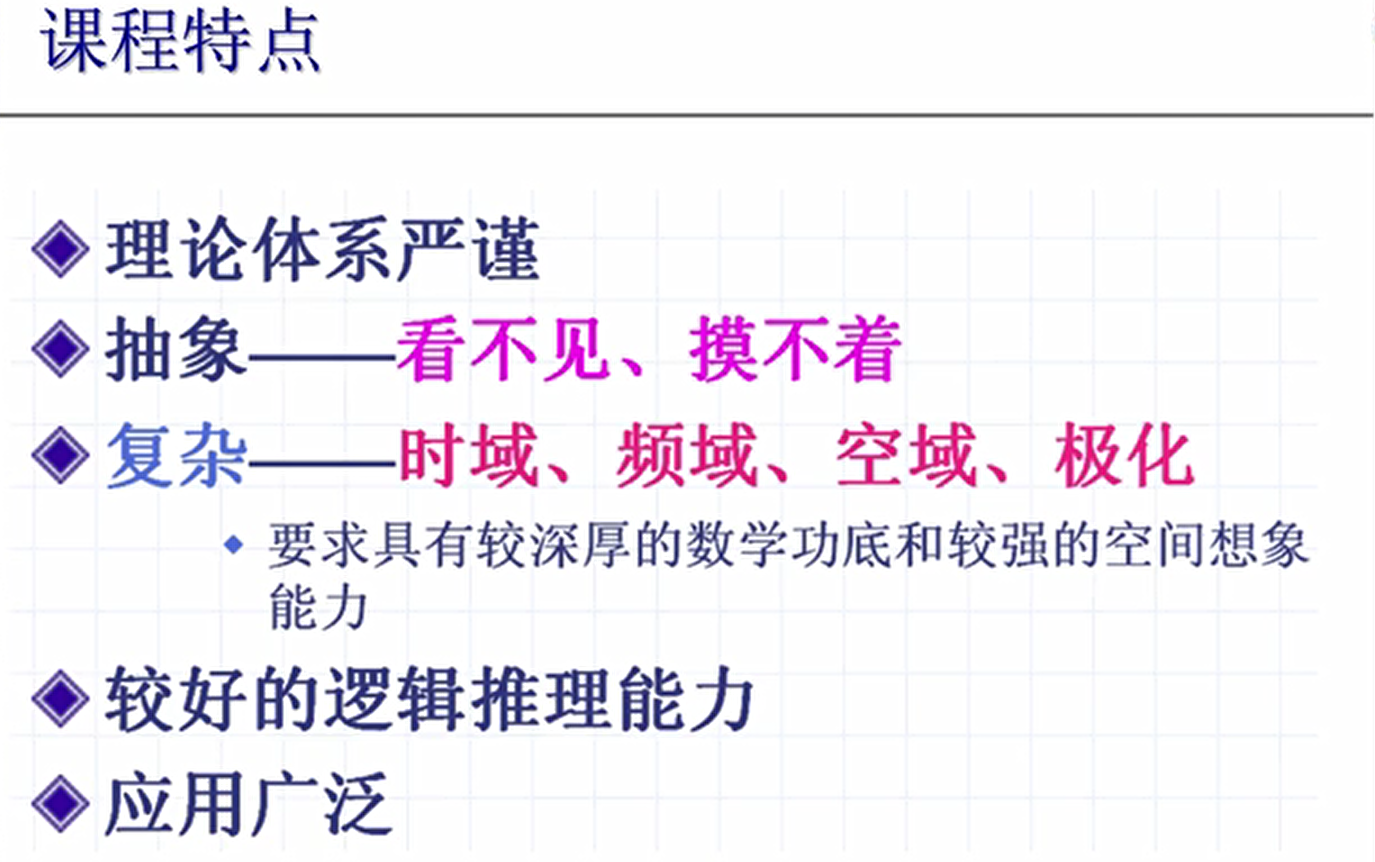 课程特点
理论体系严谨
抽象——看不见、摸不着
复杂——时域、频域、空域、极化
要求具有较深厚的数学功底和较强的空间想象
能力
较好的逻辑推理能力
应用广泛